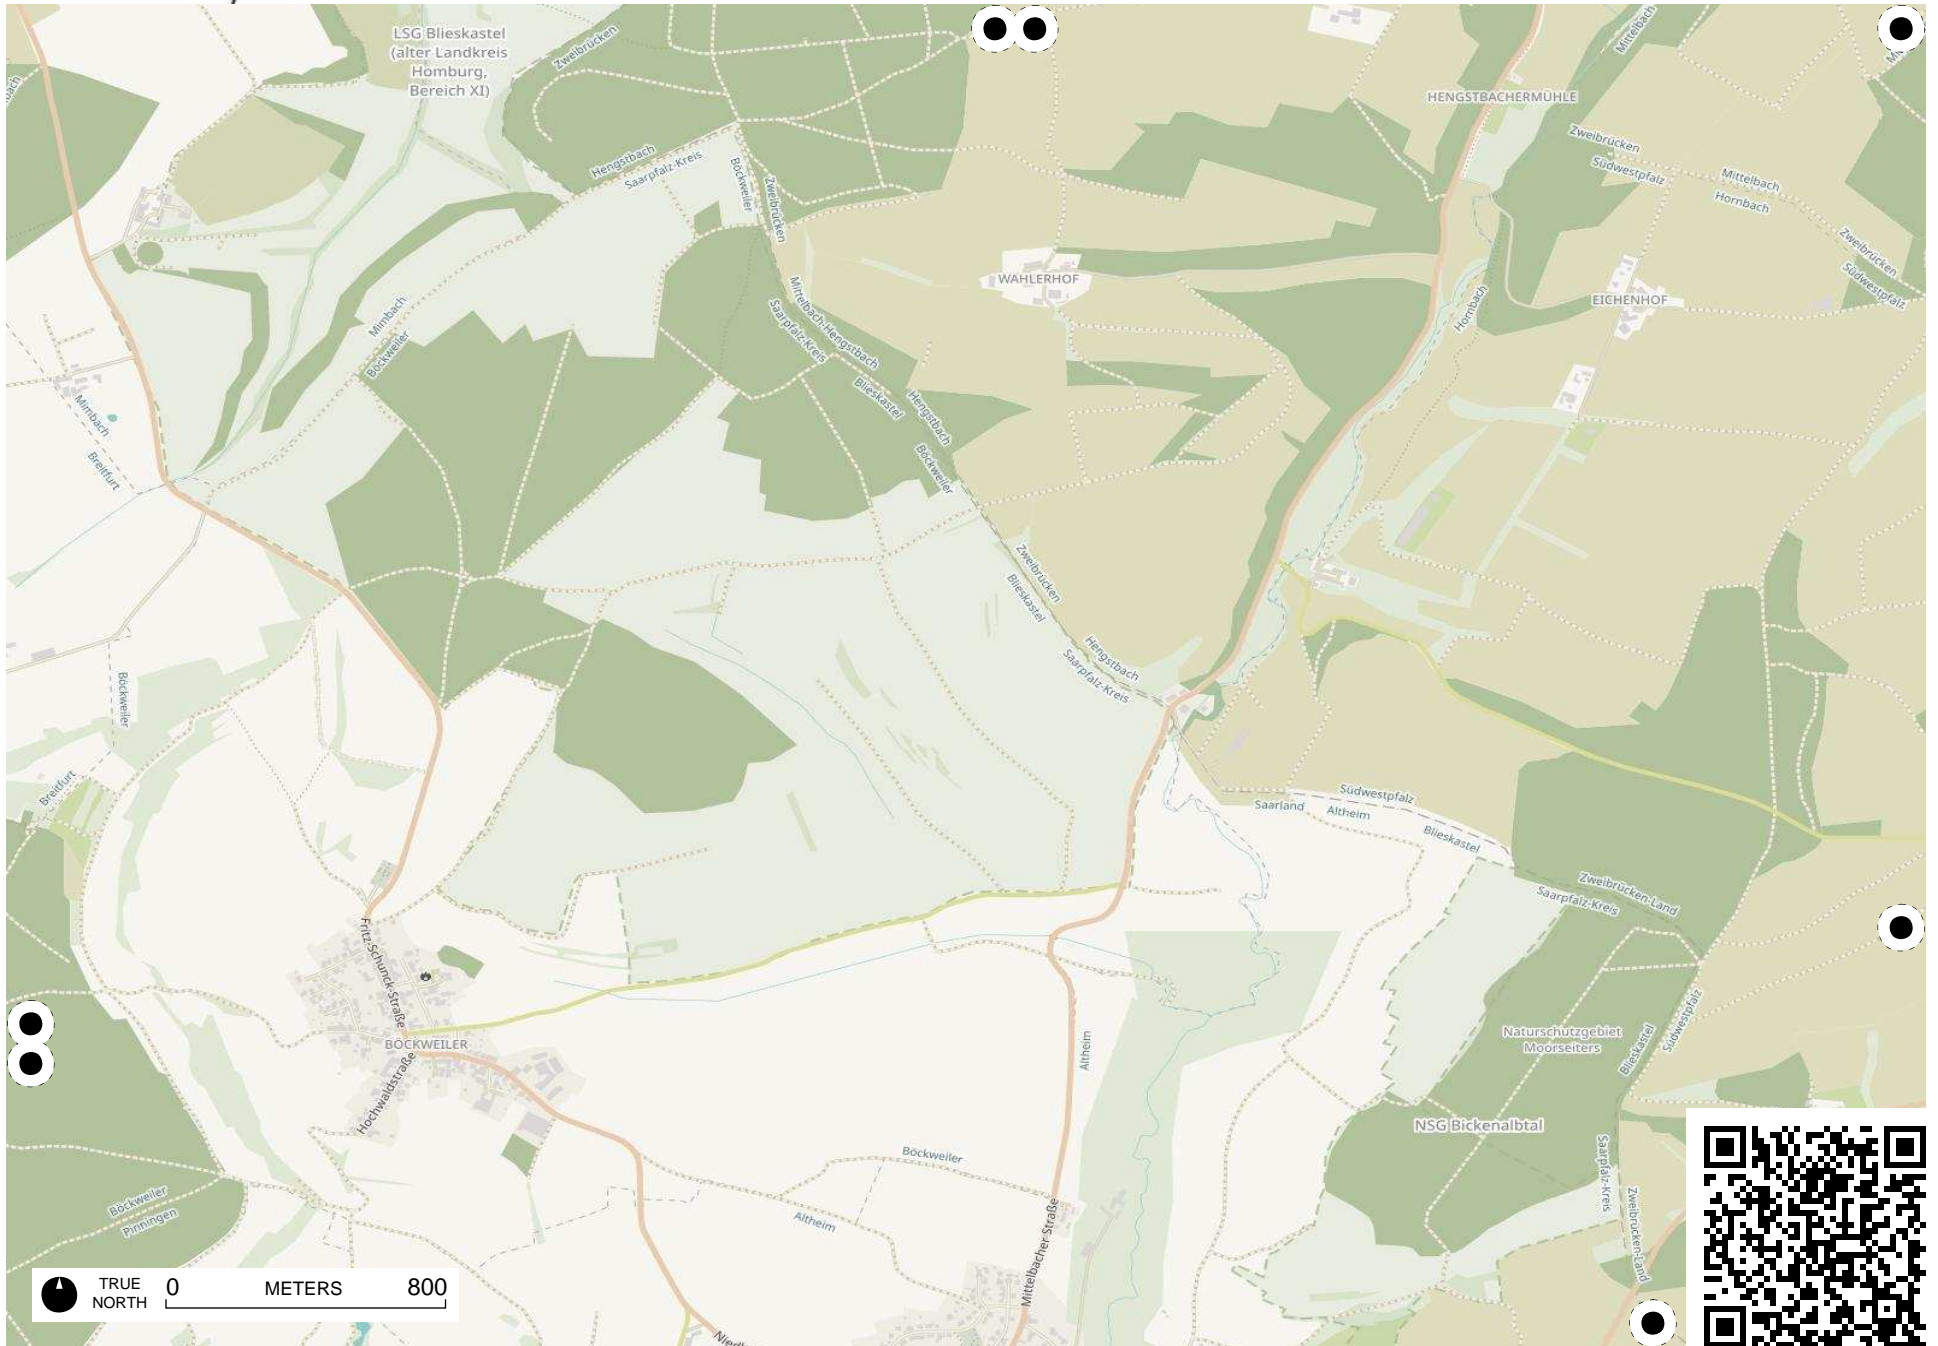 LSG Blieskastel
(alter Landkreis
Homburg,
Bereich XI)
Zweibrücken
Mittelbach
HENGSTBACHERMÜHLE
Hengstbach
Saarpfalz-Kreis
Böckweiler
Zweibrücken
Zweibrücken
Südwestpfalz
Mittelbach
Hornbach
Zweibrücken
Südwestpfalz
WAHLERHOF
EICHENHOF
Hornbach
Mimbach
Böckweiler
Mittelbach-Hengstbach
Saarpfalz-Kreis
Blieskastel
Hengstbach
Böckweiler
Mimbach
Breitfurt
Zweibrücken
Blieskastel
Hengstbach
Saarpfalz-Kreis
Böckweiler
Breitfurt
Südwestpfalz
Saarland
Altheim
Blieskastel
Zweibrücken-Land
Saarpfalz-Kreis
Fritz-Schunck-Straße
BÖCKWEILER
Hochwaldstraße
Altheim
Naturschutzgebiet
Moorseiters
Blieskastel
Südwestpfalz
NSG Bickenalbtal
Böckweiler
Altheim
Böckweiler
Pinningen
Saarpfalz-Kreis
Zweibrücken-Land
Mittelbacher Straße
TRUE
NORTH
0 METERS 800